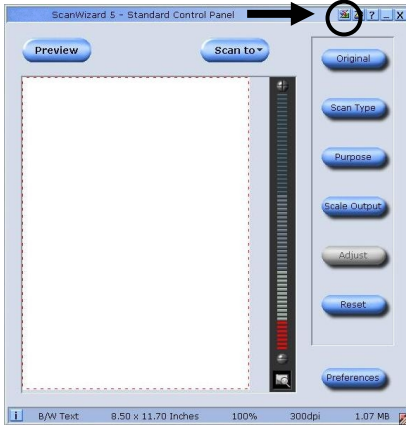 ScanWizard 5 - Standard Control Panel ? _ X
Preview
Scan to
Original
Scan Type
Purpose
Scale Output
Adjust
Reset
Preferences
i B/W Text 8.50 x 11.70 Inches 100% 300dpi 1.07 MB